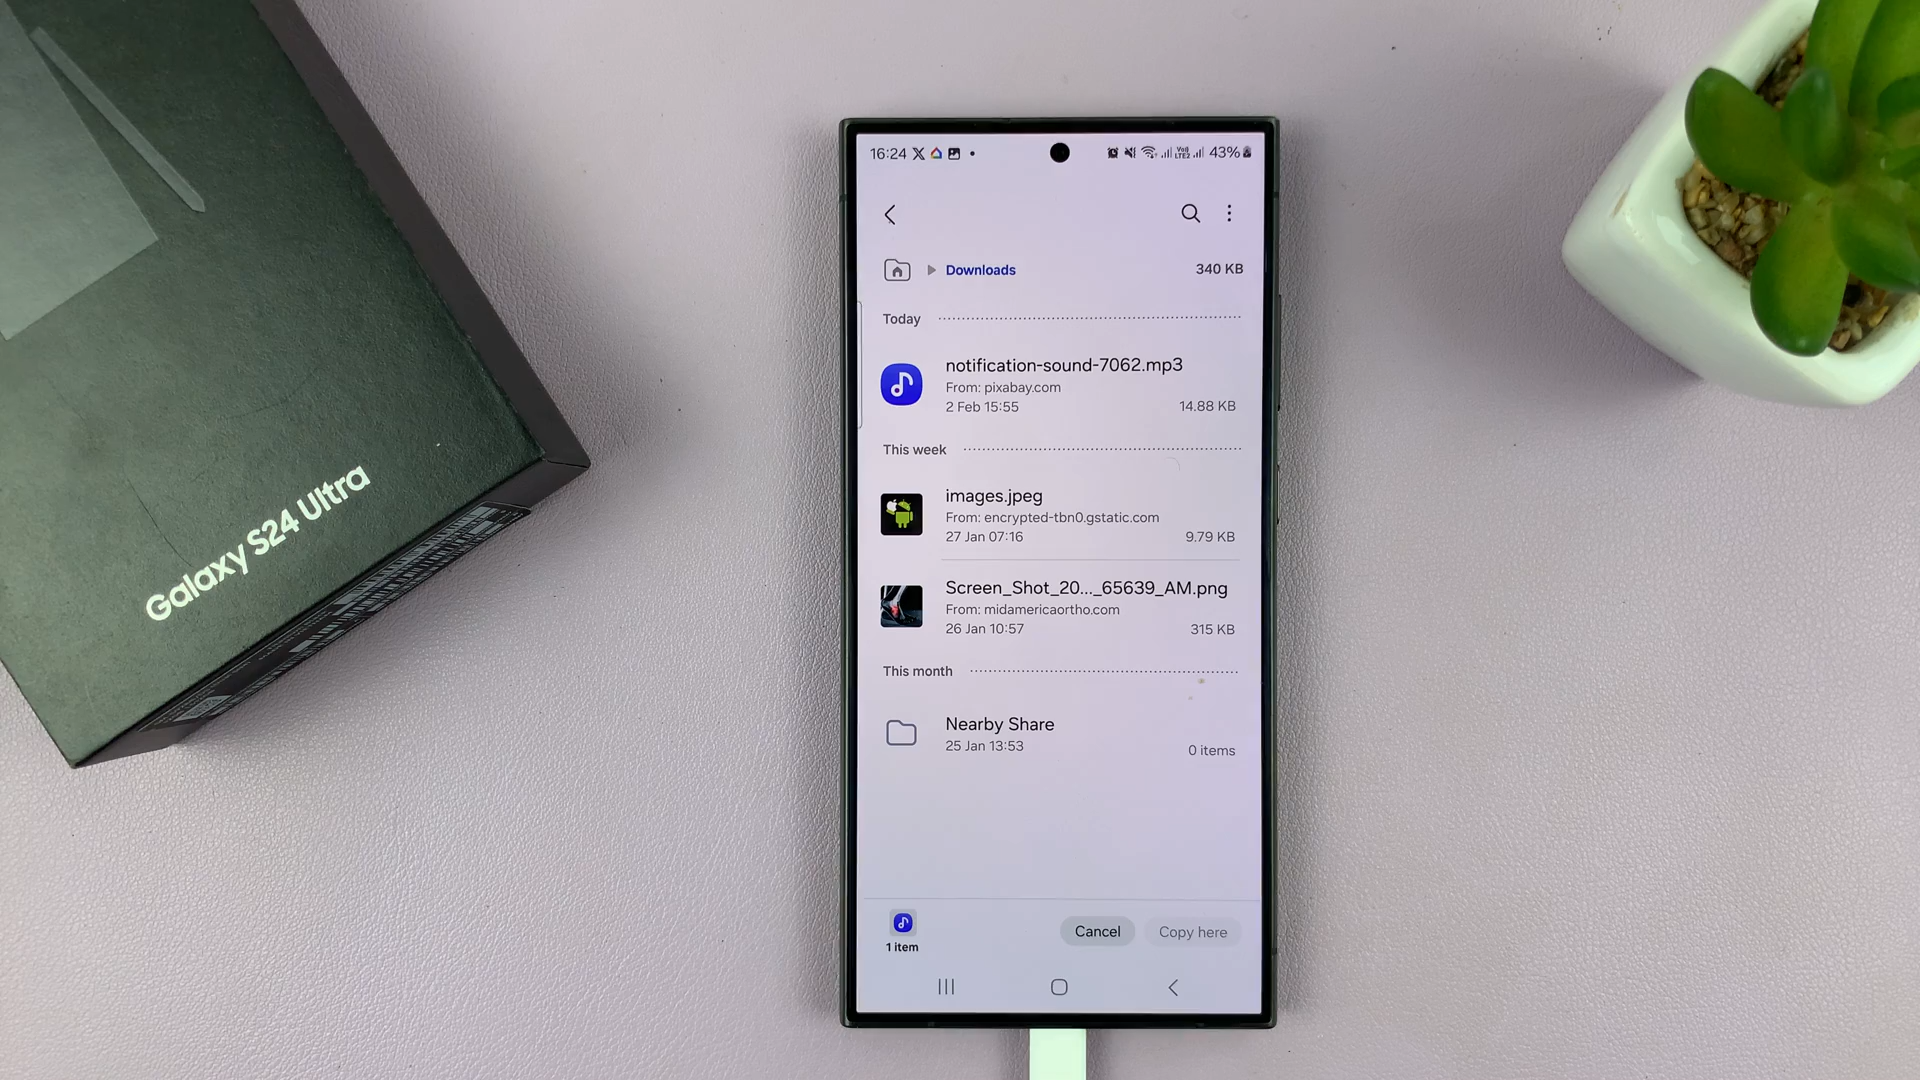 Galaxy S24 Ultra
16:24
VoD LTE2 43%
Downloads
340 KB
Today
notification-sound-7062.mp3
From: pixabay.com
2 Feb 15:55
14.88 KB
This week
images.jpeg
From: encrypted-tbn0.gstatic.com
27 Jan 07:16
9.79 KB
Screen_Shot_20..._65639_AM.png
From: midamericaortho.com
26 Jan 10:57
315 KB
This month
Nearby Share
25 Jan 13:53
0 items
1 item
Cancel
Copy here